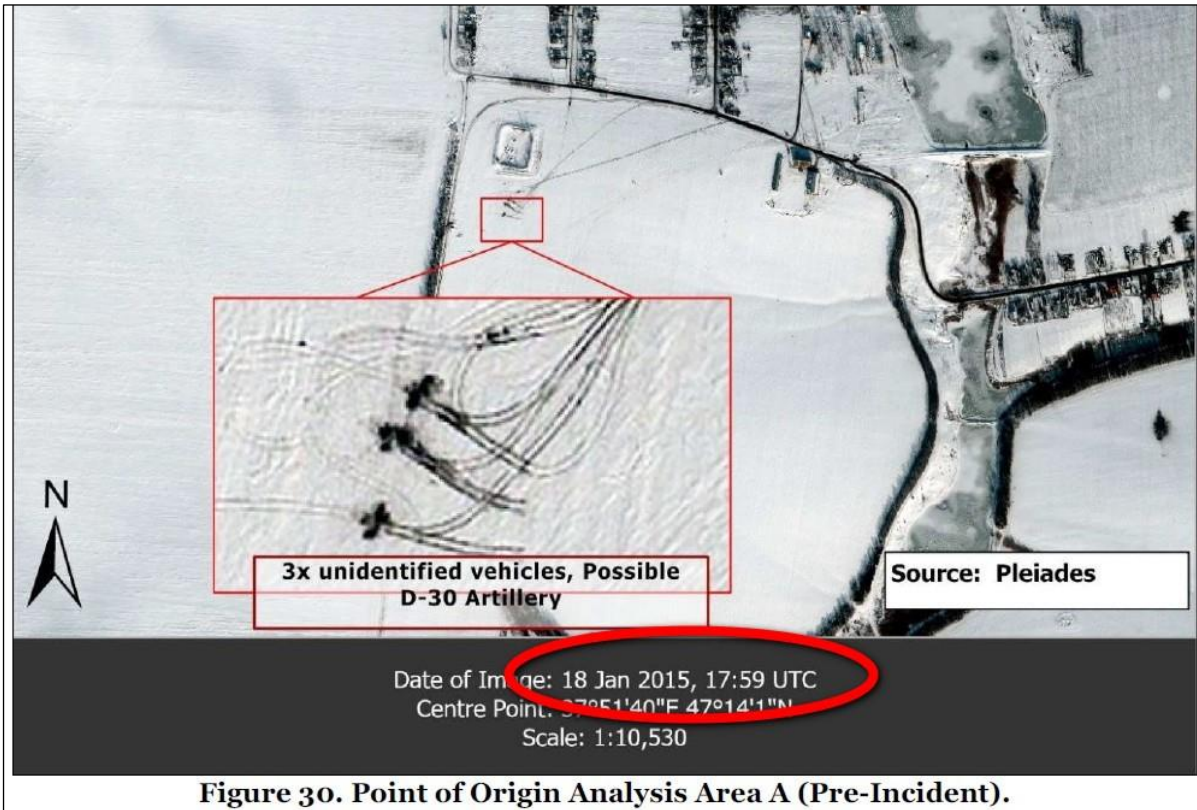 N
3x unidentified vehicles, Possible
D-30 Artillery
Source: Pleiades
Date of Image: 18 Jan 2015, 17:59 UTC
Centre Point: 37°51'40"E 47°14'1"N
Scale: 1:10,530
Figure 30. Point of Origin Analysis Area A (Pre-Incident).